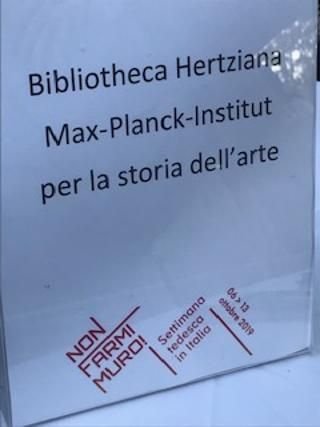 Bibliotheca Hertziana
Max-Planck-Institut
per la storia dell'arte
NON
FARMI
MURO!
Settimana
tedesca
in Italia
06 > 13
ottobre 2019